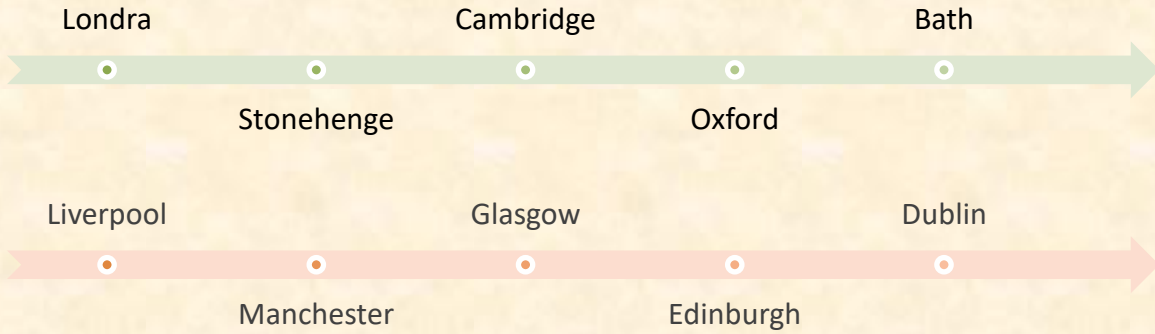 Londra
Cambridge
Bath
Stonehenge
Oxford
Liverpool
Glasgow
Dublin
Manchester
Edinburgh